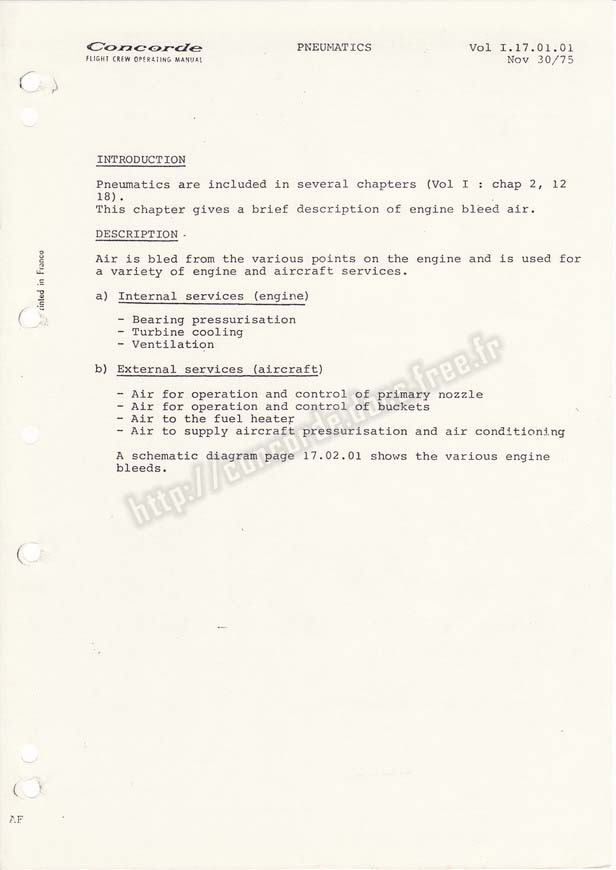 Concorde PNEUMATICS Vol I.17.01.01
FLIGHT CREW OPERATING MANUAL Nov 30/75
INTRODUCTION
Pneumatics are included in several chapters (Vol I : chap 2, 12
18).
This chapter gives a brief description of engine bleed air.
DESCRIPTION
Air is bled from the various points on the engine and is used for
a variety of engine and aircraft services.
a) Internal services (engine)
- Bearing pressurisation
- Turbine cooling
- Ventilation
b) External services (aircraft)
- Air for operation and control of primary nozzle
- Air for operation and control of buckets
- Air to the fuel heater
- Air to supply aircraft pressurisation and air conditioning
A schematic diagram page 17.02.01 shows the various engine
bleeds.
rinted in France
AF